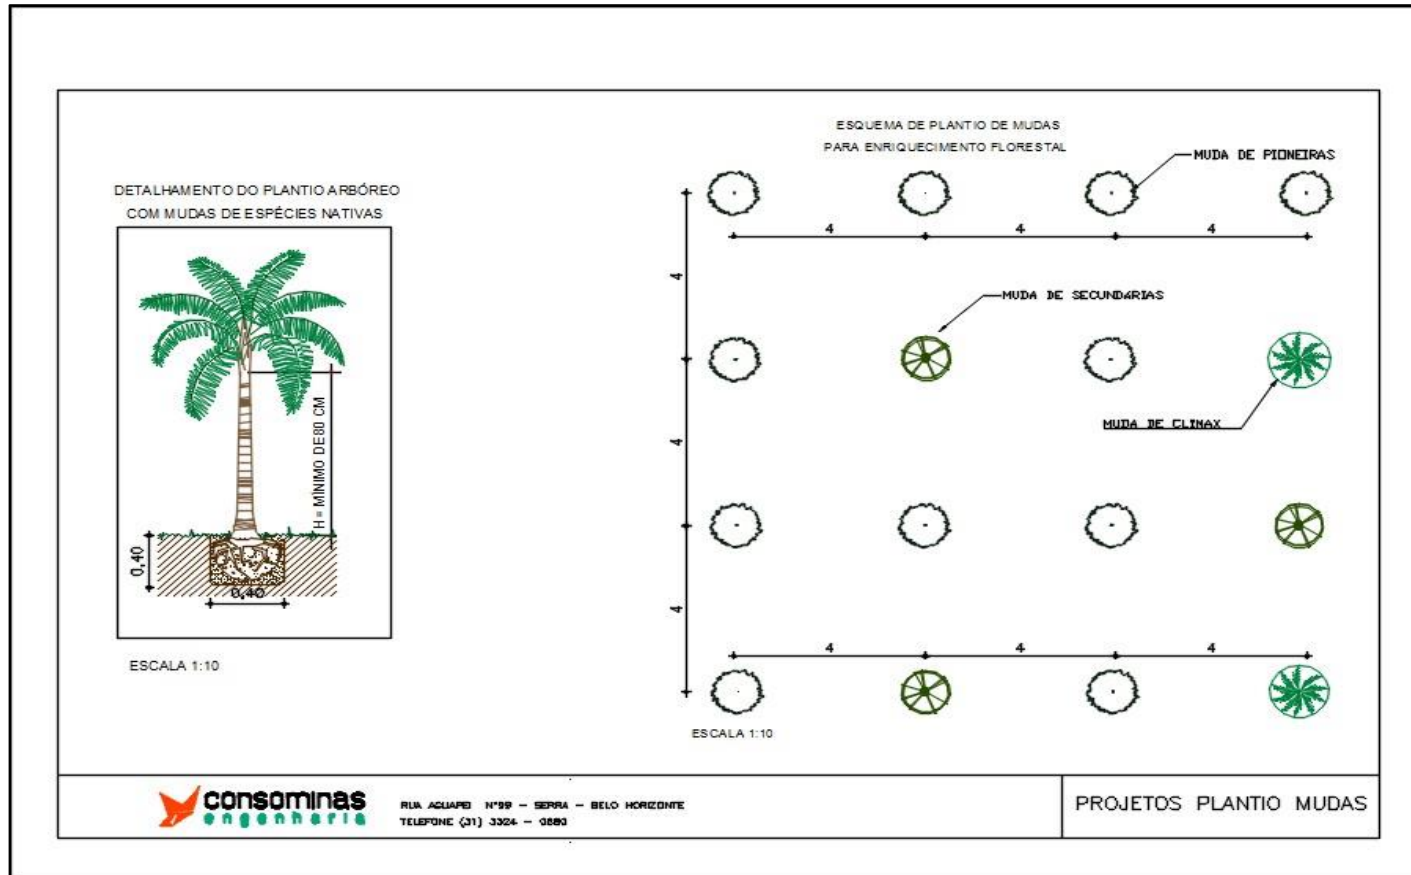 DETALHAMENTO DO PLANTIO ARBÓREO
COM MUDAS DE ESPÉCIES NATIVAS
H = MÍNIMO DE 80 CM
0,40
0,40
ESCALA 1:10
ESQUEMA DE PLANTIO DE MUDAS
PARA ENRIQUECIMENTO FLORESTAL
MUDA DE PIONEIRAS
4 4 4
4
MUDA DE SECUNDÁRIAS
MUDA DE CLIMAX
4
4
4 4 4
ESCALA 1:10
consominas
engenharia
RUA AGUAPEI N°99 - SERRA - BELO HORIZONTE
TELEFONE (31) 3324 -
PROJETOS PLANTIO MUDAS